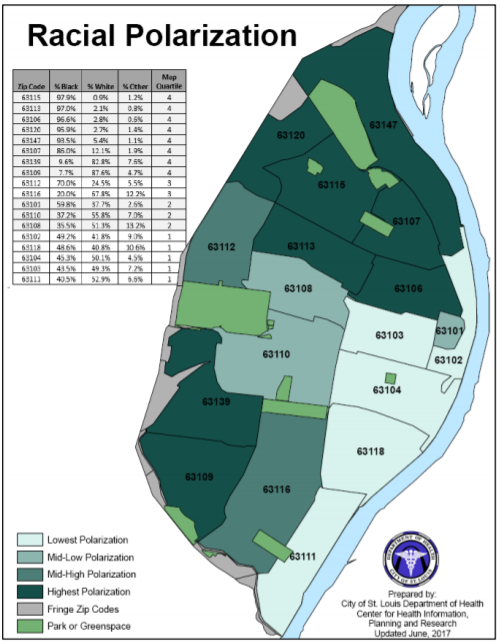 Racial Polarization
Map
Zip Code % Black % White % Other Quartile
63115 97.9% 0.9% 1.2% 4
63113 97.0% 2.1% 0.8% 4
63106 96.6% 2.8% 0.6% 4
63120 95.9% 2.7% 1.4% 4
63147 93.5% 5.4% 1.1% 4
63107 86.0% 12.1% 1.9% 4
63139 9.6% 82.8% 7.6% 4
63109 7.7% 87.6% 4.7% 4
63112 70.0% 24.5% 5.5% 3
63116 20.0% 67.8% 12.2% 3
63101 59.8% 37.7% 2.6% 2
63110 37.2% 55.8% 7.0% 2
63108 35.5% 51.3% 13.2% 2
63102 49.2% 41.8% 9.0% 1
63118 48.6% 40.8% 10.6% 1
63104 45.3% 50.1% 4.5% 1
63103 43.5% 49.3% 7.2% 1
63111 40.5% 52.9% 6.6% 1
63147
63120
63115
63107
63112
63113
63108
63106
63101
63103
63102
63110
63104
63139
63118
63109
63116
63111
Lowest Polarization
Mid-Low Polarization
Mid-High Polarization
Highest Polarization
Fringe Zip Codes
Park or Greenspace
DEPARTMENT OF HEALTH
CITY OF ST. LOUIS
Prepared by:
City of St. Louis Department of Health
Center for Health Information,
Planning and Research
Update June, 2017